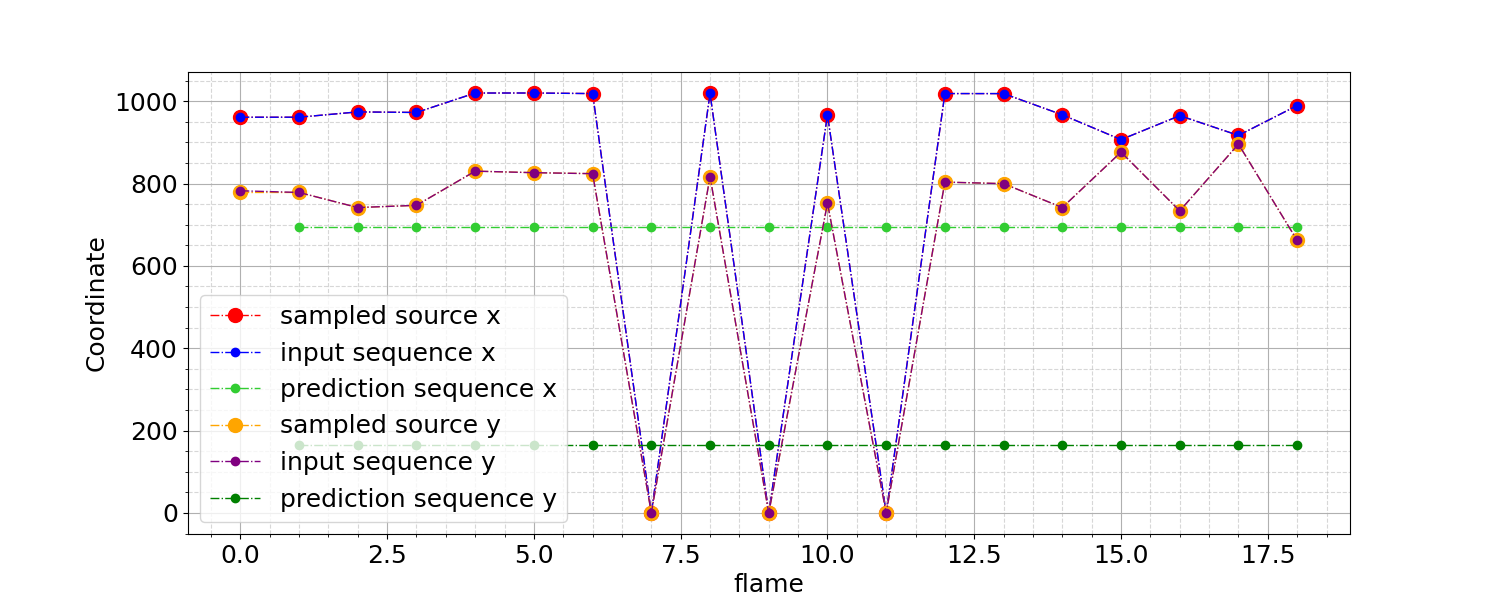 1000
800
600
400
200
0
Coordinate
sampled source x
input sequence x
prediction sequence x
sampled source y
input sequence y
prediction sequence y
0.0 2.5 5.0 7.5 10.0 12.5 15.0 17.5
flame